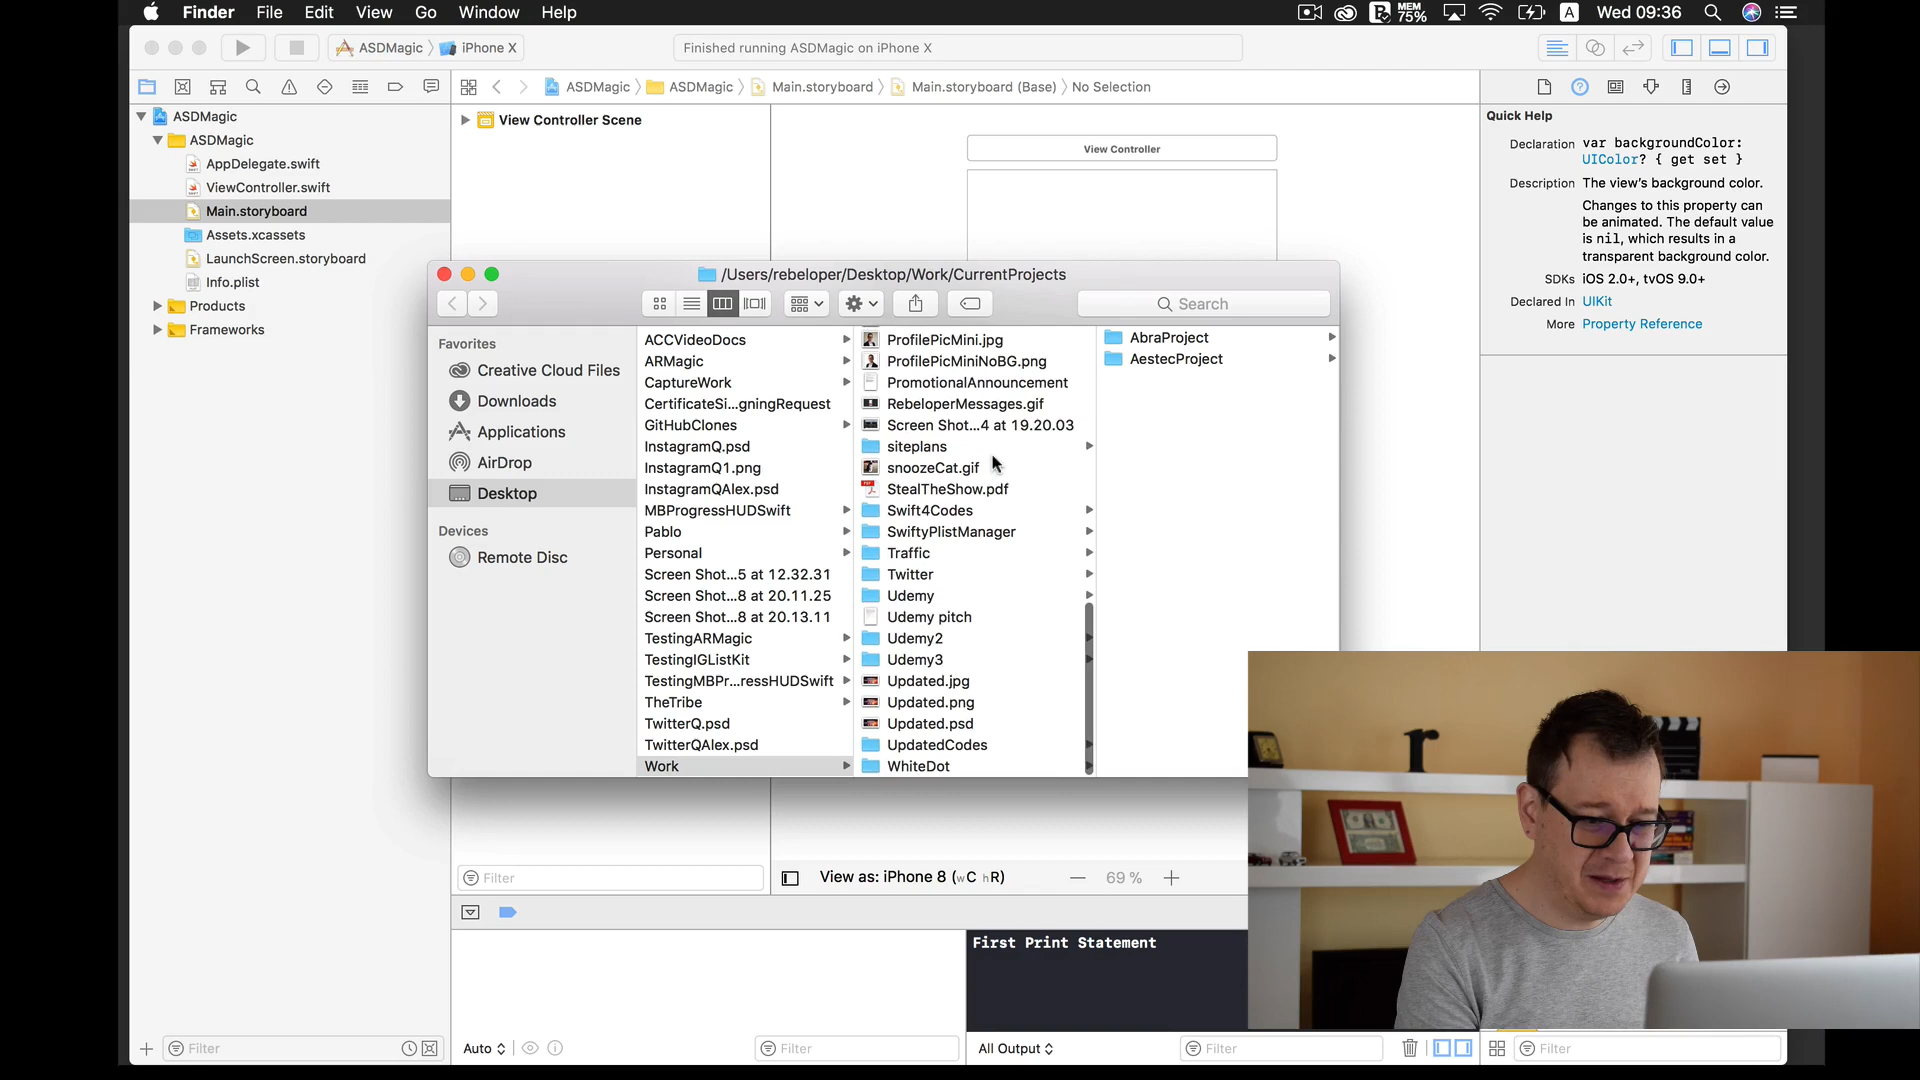 Finder File Edit View Go Window Help
MEM 75% A Wed 09:36
ASDMagic iPhone X
Finished running ASDMagic on iPhone X
ASDMagic ASDMagic Main.storyboard Main.storyboard (Base) No Selection
ASDMagic
ASDMagic
AppDelegate.swift
ViewController.swift
Main.storyboard
Assets.xcassets
LaunchScreen.storyboard
Info.plist
Products
Frameworks
View Controller Scene
View Controller
Quick Help
Declaration var backgroundColor:
UIColor? { get set }
Description The view's background color.
Changes to this property can
be animated. The default value
is nil, which results in a
transparent background color.
SDKs iOS 2.0+, tvOS 9.0+
Declared In UIKit
More Property Reference
/Users/rebeloper/Desktop/Work/CurrentProjects
Search
Favorites
Creative Cloud Files
Downloads
Applications
AirDrop
Desktop
Devices
Remote Disc
ACCVideoDocs
ARMagic
CaptureWork
CertificateSi...gningRequest
GitHubClones
InstagramQ.psd
InstagramQ1.png
InstagramQAlex.psd
MBProgressHUDSwift
Pablo
Personal
Screen Shot...5 at 12.32.31
Screen Shot...8 at 20.11.25
Screen Shot...8 at 20.13.11
TestingARMagic
TestingIGListKit
TestingMBPr...ressHUDSwift
TheTribe
TwitterQ.psd
TwitterQAlex.psd
Work
ProfilePicMini.jpg
ProfilePicMiniNoBG.png
PromotionalAnnouncement
RebeloperMessages.gif
Screen Shot...4 at 19.20.03
siteplans
snoozeCat.gif
StealTheShow.pdf
Swift4Codes
SwiftyPlistManager
Traffic
Twitter
Udemy
Udemy pitch
Udemy2
Udemy3
Updated.jpg
Updated.png
Updated.psd
UpdatedCodes
WhiteDot
AbraProject
AestecProject
Filter
View as: iPhone 8 (wC hR)
69 %
First Print Statement
Filter
Auto
Filter
All Output
Filter
Filter